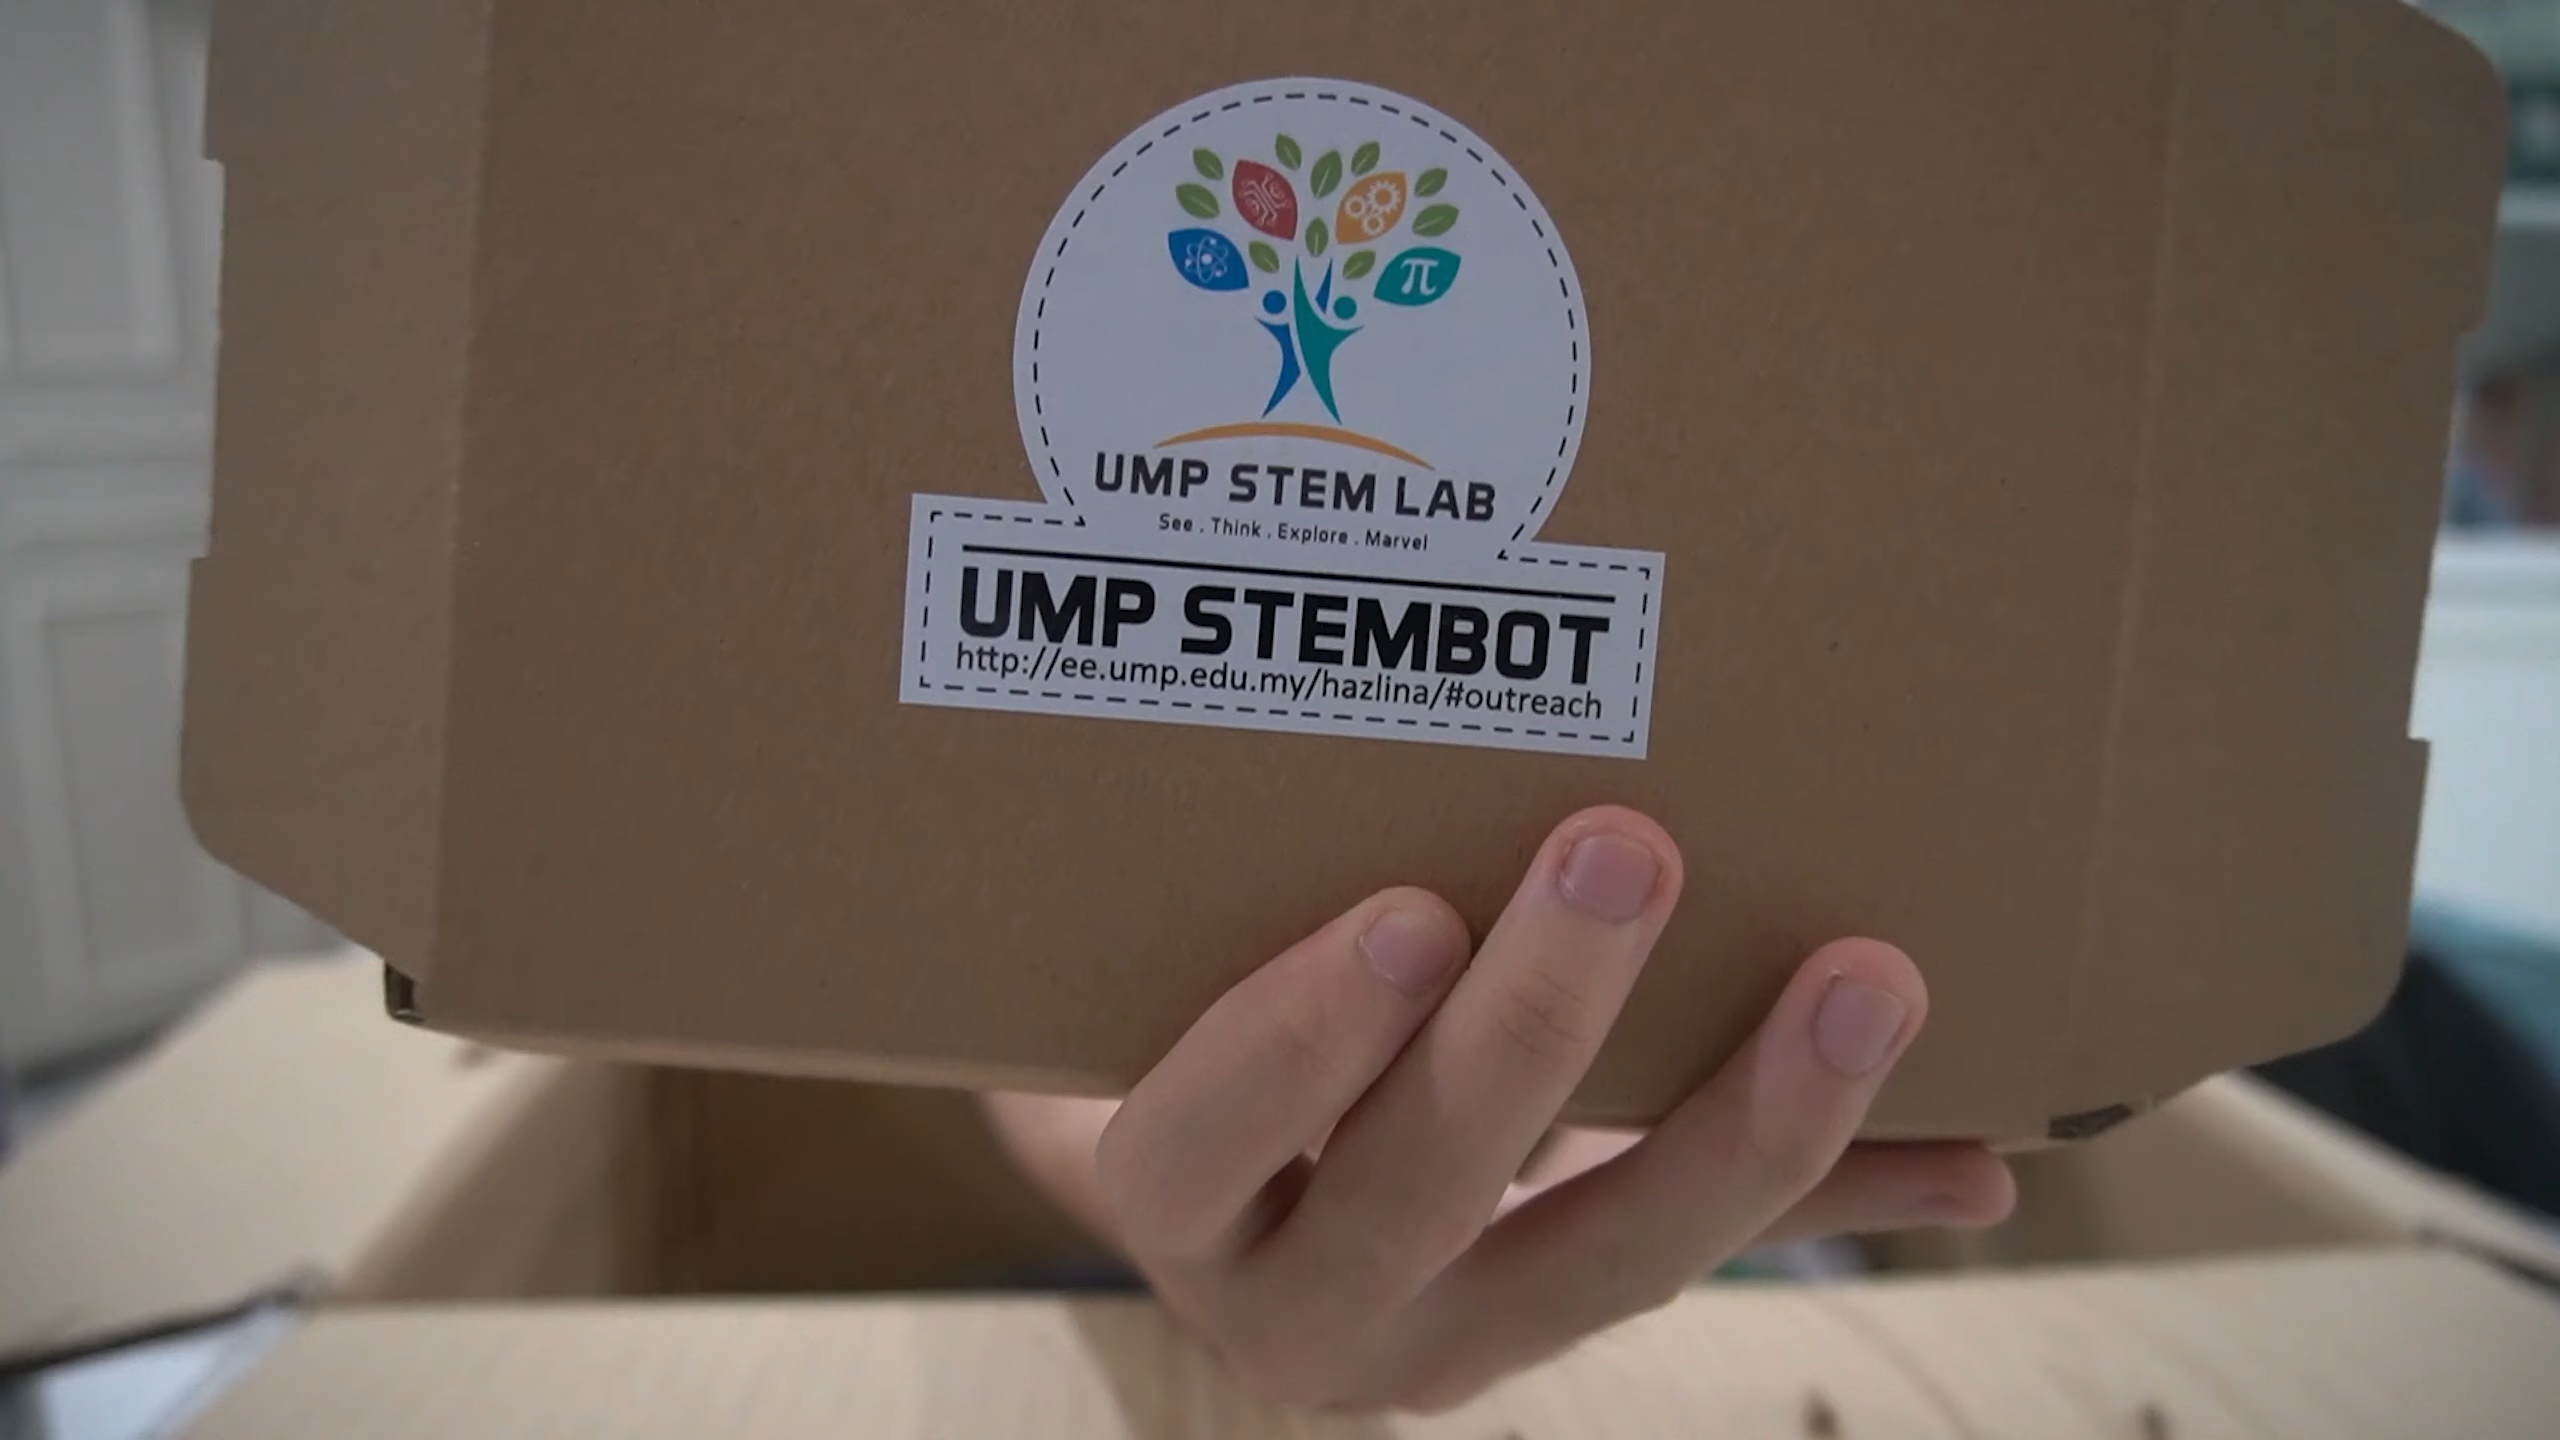 π
UMP STEM LAB
See . Think . Explore . Marvel
UMP STEMBOT
http://ee.ump.edu.my/hazlina/#outreach